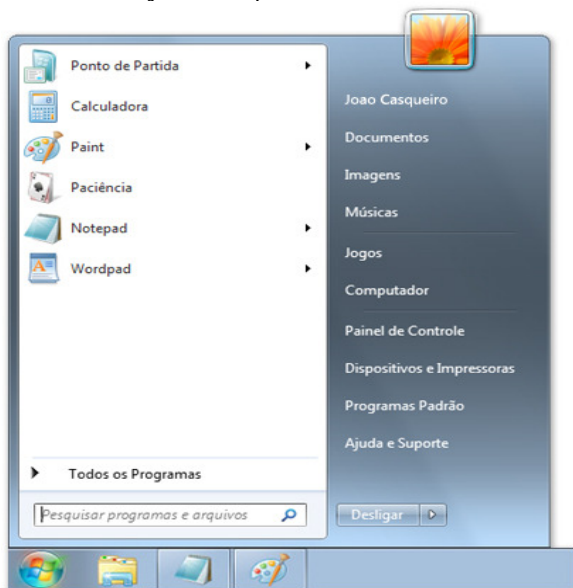 Ponto de Partida
Calculadora
Paint
Paciência
Notepad
Wordpad
Todos os Programas
Pesquisar programas e arquivos
Joao Casqueiro
Documentos
Imagens
Músicas
Jogos
Computador
Painel de Controle
Dispositivos e Impressoras
Programas Padrão
Ajuda e Suporte
Desligar